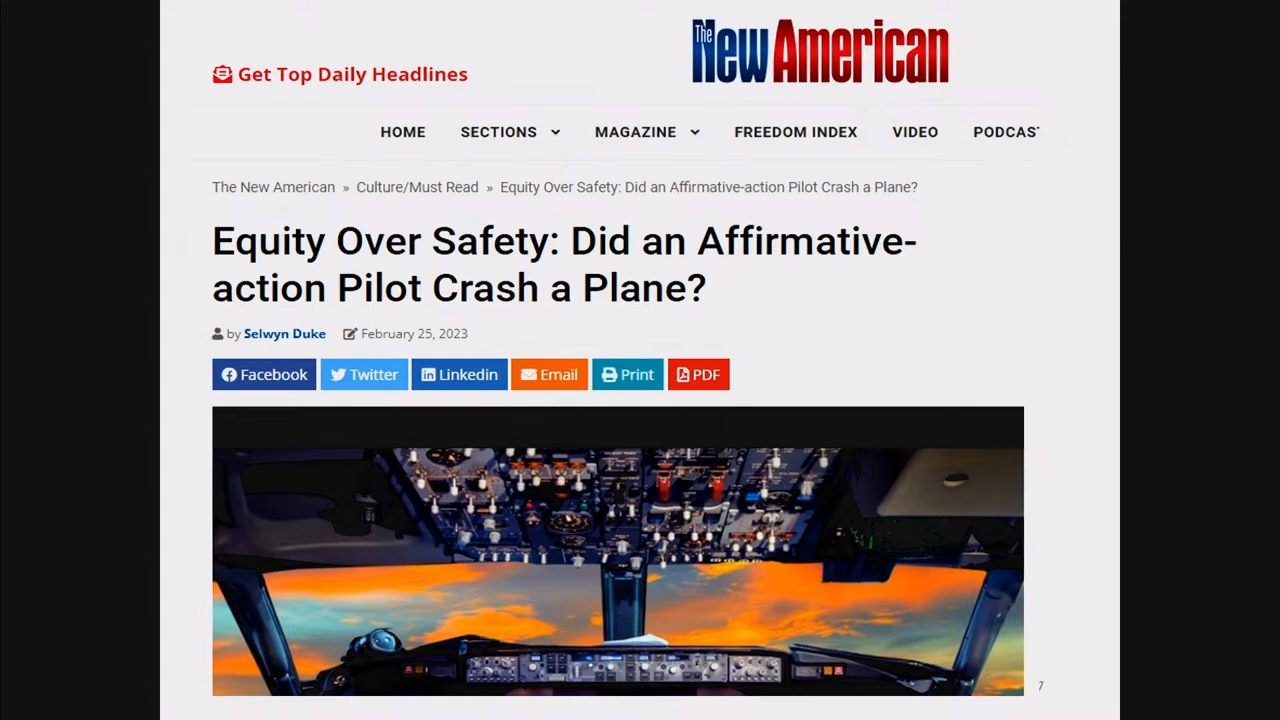 The New American
Get Top Daily Headlines
HOME SECTIONS MAGAZINE FREEDOM INDEX VIDEO PODCAS
The New American » Culture/Must Read » Equity Over Safety: Did an Affirmative-action Pilot Crash a Plane?
Equity Over Safety: Did an Affirmative-
action Pilot Crash a Plane?
by Selwyn Duke February 25, 2023
Facebook Twitter Linkedin Email Print PDF
7